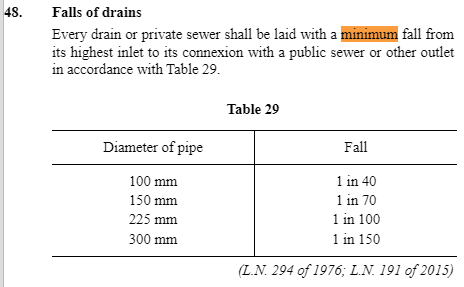 48. Falls of drains
Every drain or private sewer shall be laid with a minimum fall from
its highest inlet to its connexion with a public sewer or other outlet
in accordance with Table 29.
Table 29
Diameter of pipe Fall
100 mm 1 in 40
150 mm 1 in 70
225 mm 1 in 100
300 mm 1 in 150
(L.N. 294 of 1976; L.N. 191 of 2015)